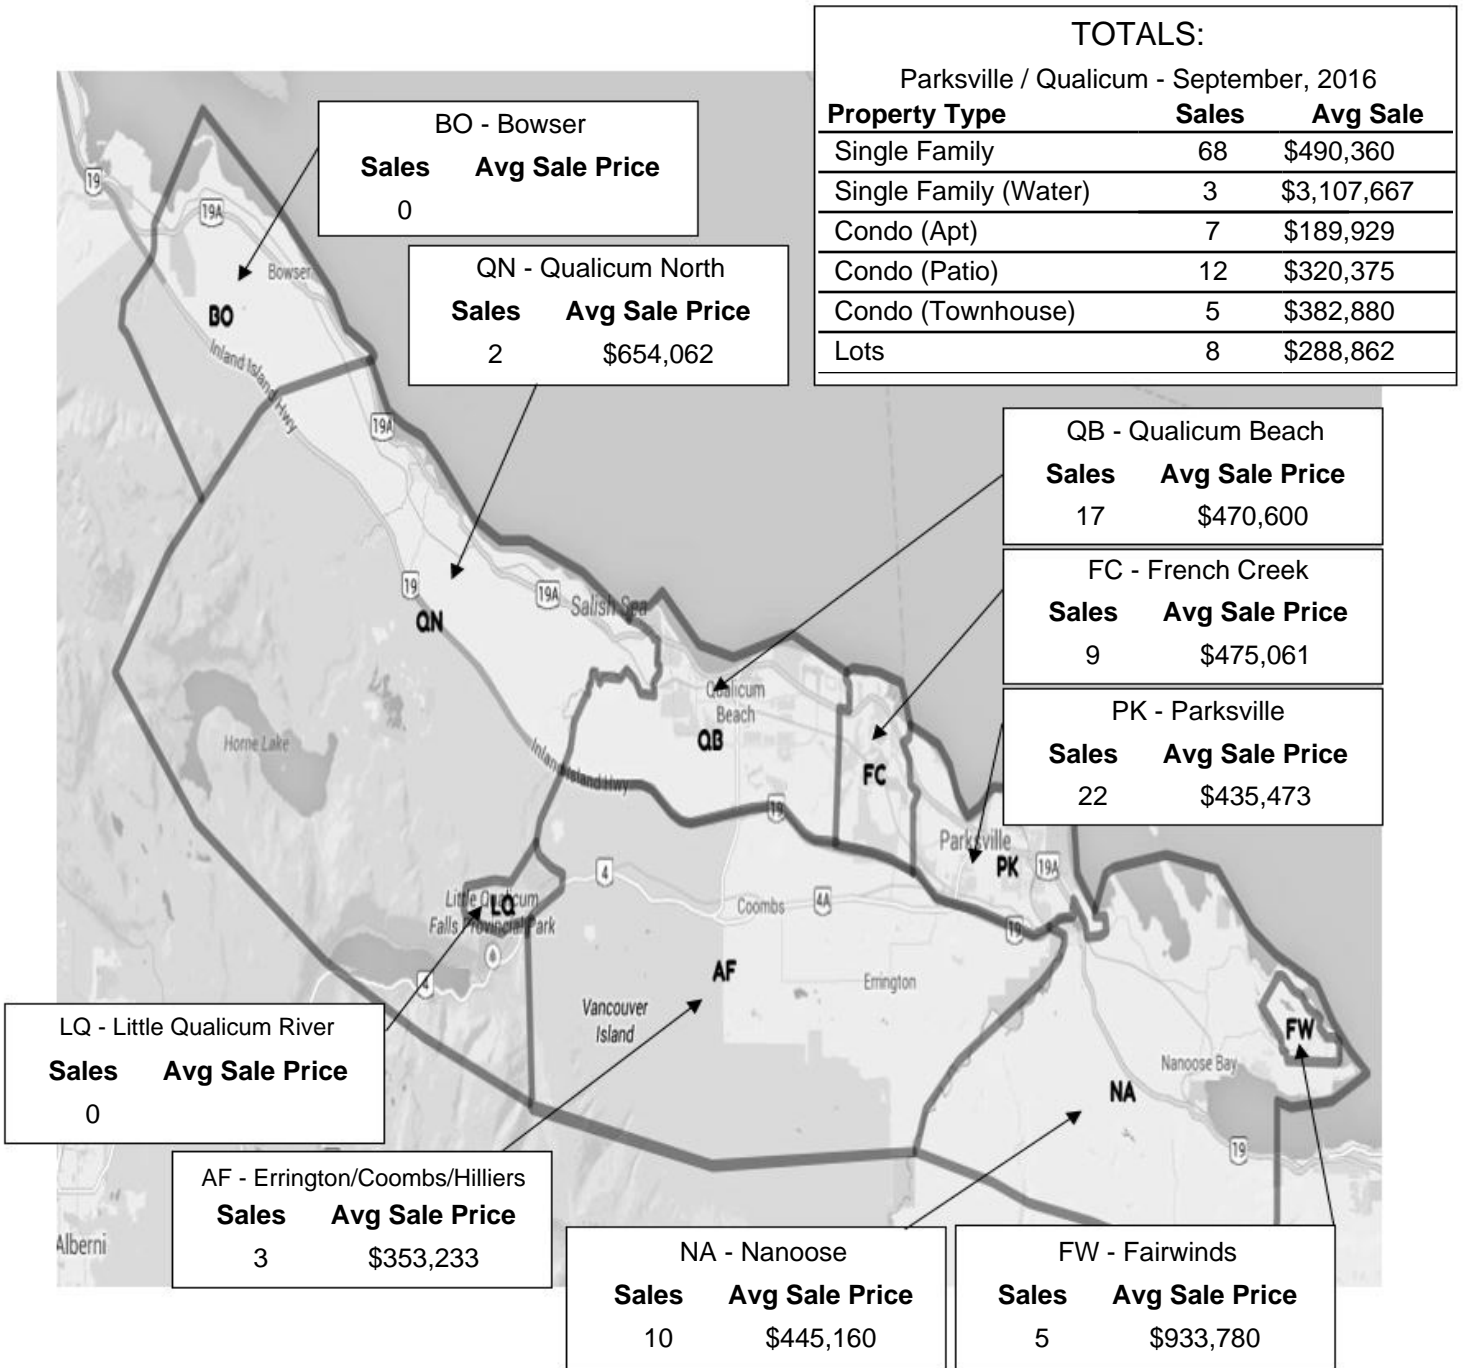 TOTALS:
Parksville / Qualicum - September, 2016
Property Type Sales Avg Sale
Single Family 68 $490,360
Single Family (Water) 3 $3,107,667
Condo (Apt) 7 $189,929
Condo (Patio) 12 $320,375
Condo (Townhouse) 5 $382,880
Lots 8 $288,862
BO - Bowser
Sales Avg Sale Price
0
QN - Qualicum North
Sales Avg Sale Price
2 $654,062
QB - Qualicum Beach
Sales Avg Sale Price
17 $470,600
FC - French Creek
Sales Avg Sale Price
9 $475,061
PK - Parksville
Sales Avg Sale Price
22 $435,473
LQ - Little Qualicum River
Sales Avg Sale Price
0
AF - Errington/Coombs/Hilliers
Sales Avg Sale Price
3 $353,233
NA - Nanoose
Sales Avg Sale Price
10 $445,160
FW - Fairwinds
Sales Avg Sale Price
5 $933,780
19
19A
Bowser
BO
Inland Island Hwy
19A
19
19A
Salish Sea
QN
Qualicum
Beach
QB
Horne Lake
Inland Island Hwy
FC
19
Parksville
PK
19A
4
Little Qualicum
Falls Provincial Park
LQ
Coombs
4A
19
4
AF
Errington
Vancouver
Island
FW
Nanoose Bay
NA
19
Alberni